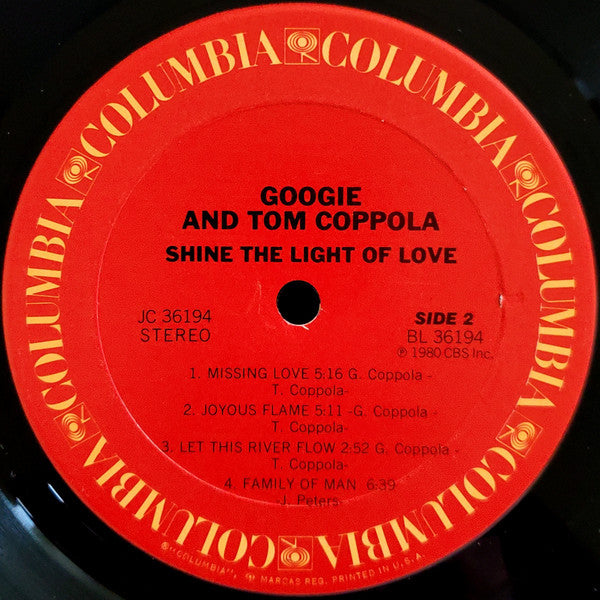 COLUMBIA COLUMBIA COLUMBIA COLUMBIA COLUMBIA COLUMBIA
GOOGIE
AND TOM COPPOLA
SHINE THE LIGHT OF LOVE
JC 36194
STEREO
SIDE 2
BL 36194
℗ 1980 CBS Inc.
1. MISSING LOVE 5:16 G. Coppola -
T. Coppola-
2. JOYOUS FLAME 5:11 -G. Coppola -
T. Coppola-
3. LET THIS RIVER FLOW 2:52 G. Coppola -
T. Coppola-
4. FAMILY OF MAN 6:39
-J. Peters-
"COLUMBIA", MARCAS REG. PRINTED IN U.S.A.